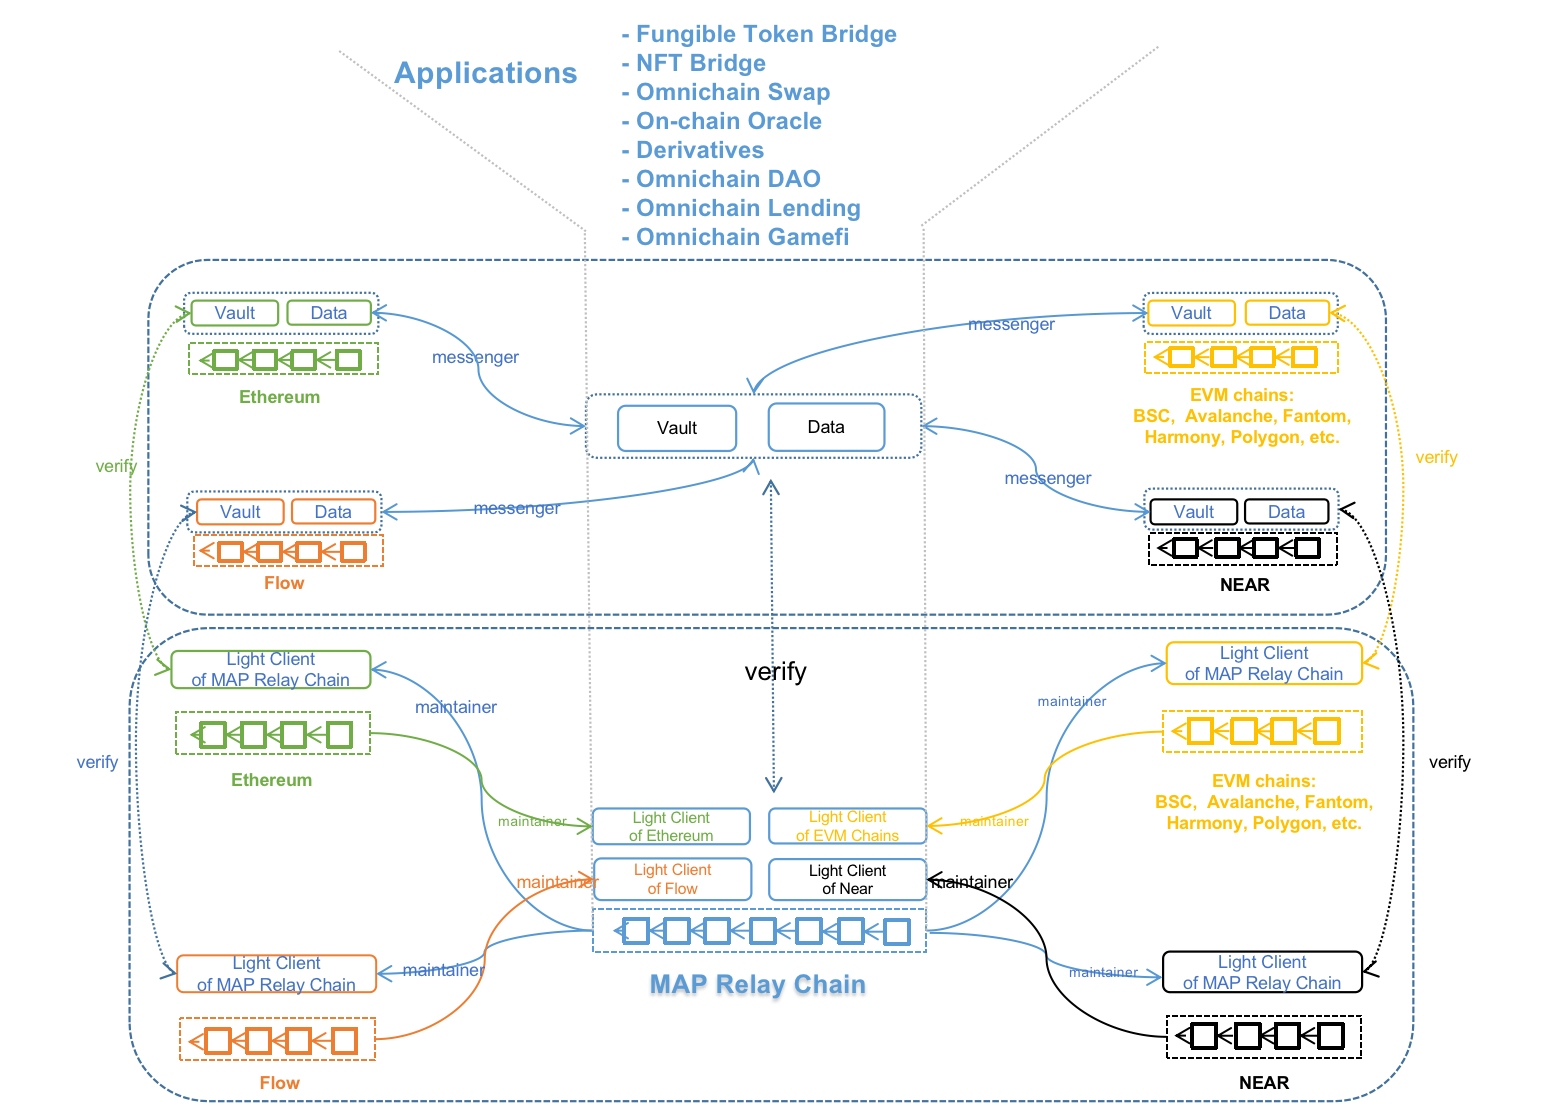 Applications
- Fungible Token Bridge
- NFT Bridge
- Omnichain Swap
- On-chain Oracle
- Derivatives
- Omnichain DAO
- Omnichain Lending
- Omnichain Gamefi
Vault
Data
Ethereum
messenger
messenger
Vault
Data
EVM chains:
BSC, Avalanche, Fantom,
Harmony, Polygon, etc.
Vault
Data
verify
verify
Vault
Data
Flow
messenger
messenger
Vault
Data
NEAR
Light Client
of MAP Relay Chain
Ethereum
maintainer
verify
maintainer
Light Client
of MAP Relay Chain
EVM chains:
BSC, Avalanche, Fantom,
Harmony, Polygon, etc.
verify
verify
maintainer
Light Client
of Ethereum
Light Client
of EVM Chains
maintainer
maintainer
Light Client
of Flow
Light Client
of Near
maintainer
MAP Relay Chain
Light Client
of MAP Relay Chain
maintainer
Flow
maintainer
Light Client
of MAP Relay Chain
NEAR